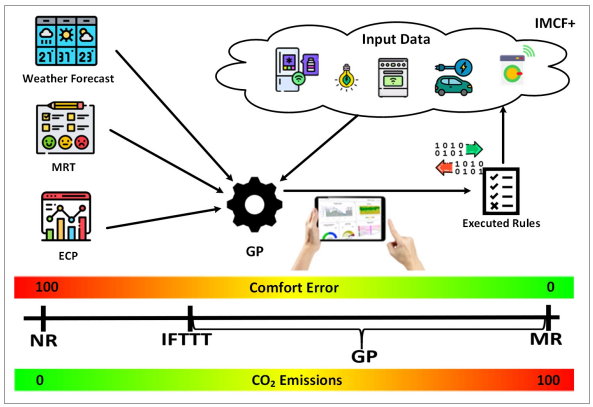 IMCF+
Input Data
21 31 23
Weather Forecast
MRT
ECP
GP
1010
0101
1010
0101
Executed Rules
100 Comfort Error 0
NR IFTTT GP MR
0 CO₂ Emissions 100